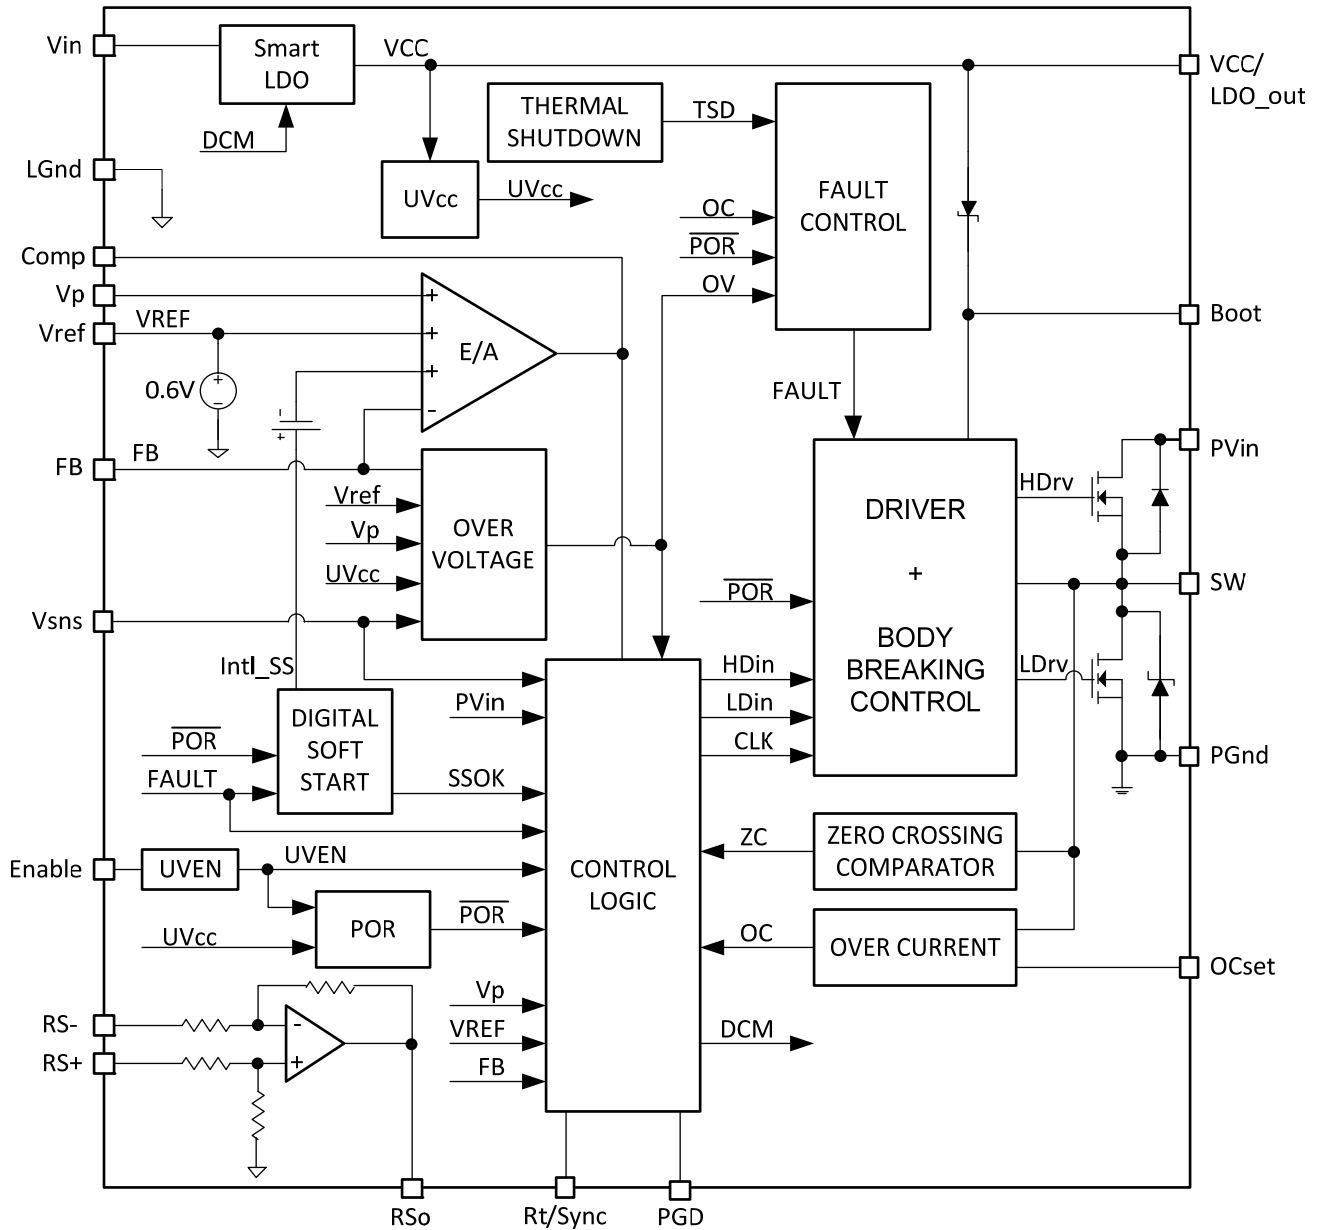 Vin
Smart
LDO
VCC
VCC/
LDO_out
DCM
THERMAL
SHUTDOWN
TSD
LGnd
UVcc
UVcc
FAULT
CONTROL
OC
POR
OV
Comp
Vp
Vref
VREF
+
+
+
-
E/A
0.6V
+
-
-
+
Boot
FAULT
FB
FB
PVin
HDrv
Vref
Vp
UVcc
OVER
VOLTAGE
DRIVER
+
BODY
BREAKING
CONTROL
POR
SW
Vsns
Intl_SS
HDin
LDin
CLK
LDrv
PVin
DIGITAL
SOFT
START
POR
FAULT
SSOK
PGnd
ZC
ZERO CROSSING
COMPARATOR
Enable
UVEN
UVEN
CONTROL
LOGIC
POR
POR
UVcc
OC
OVER CURRENT
OCset
Vp
VREF
FB
DCM
RS-
RS+
-
+
RSo
Rt/Sync
PGD